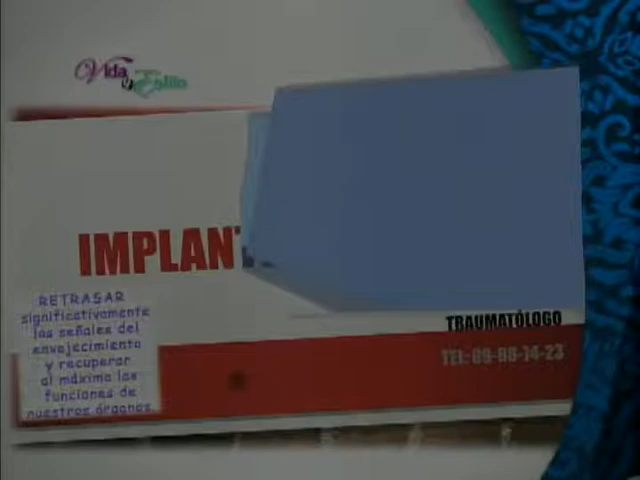 Vida
y Estilo
IMPLANT
TRAUMATÓLOGO
TEL: 09-98-14-23
RETRASAR
significativamente
las señales del
envejecimiento
y recuperar
al máximo las
funciones de
nuestros órganos.